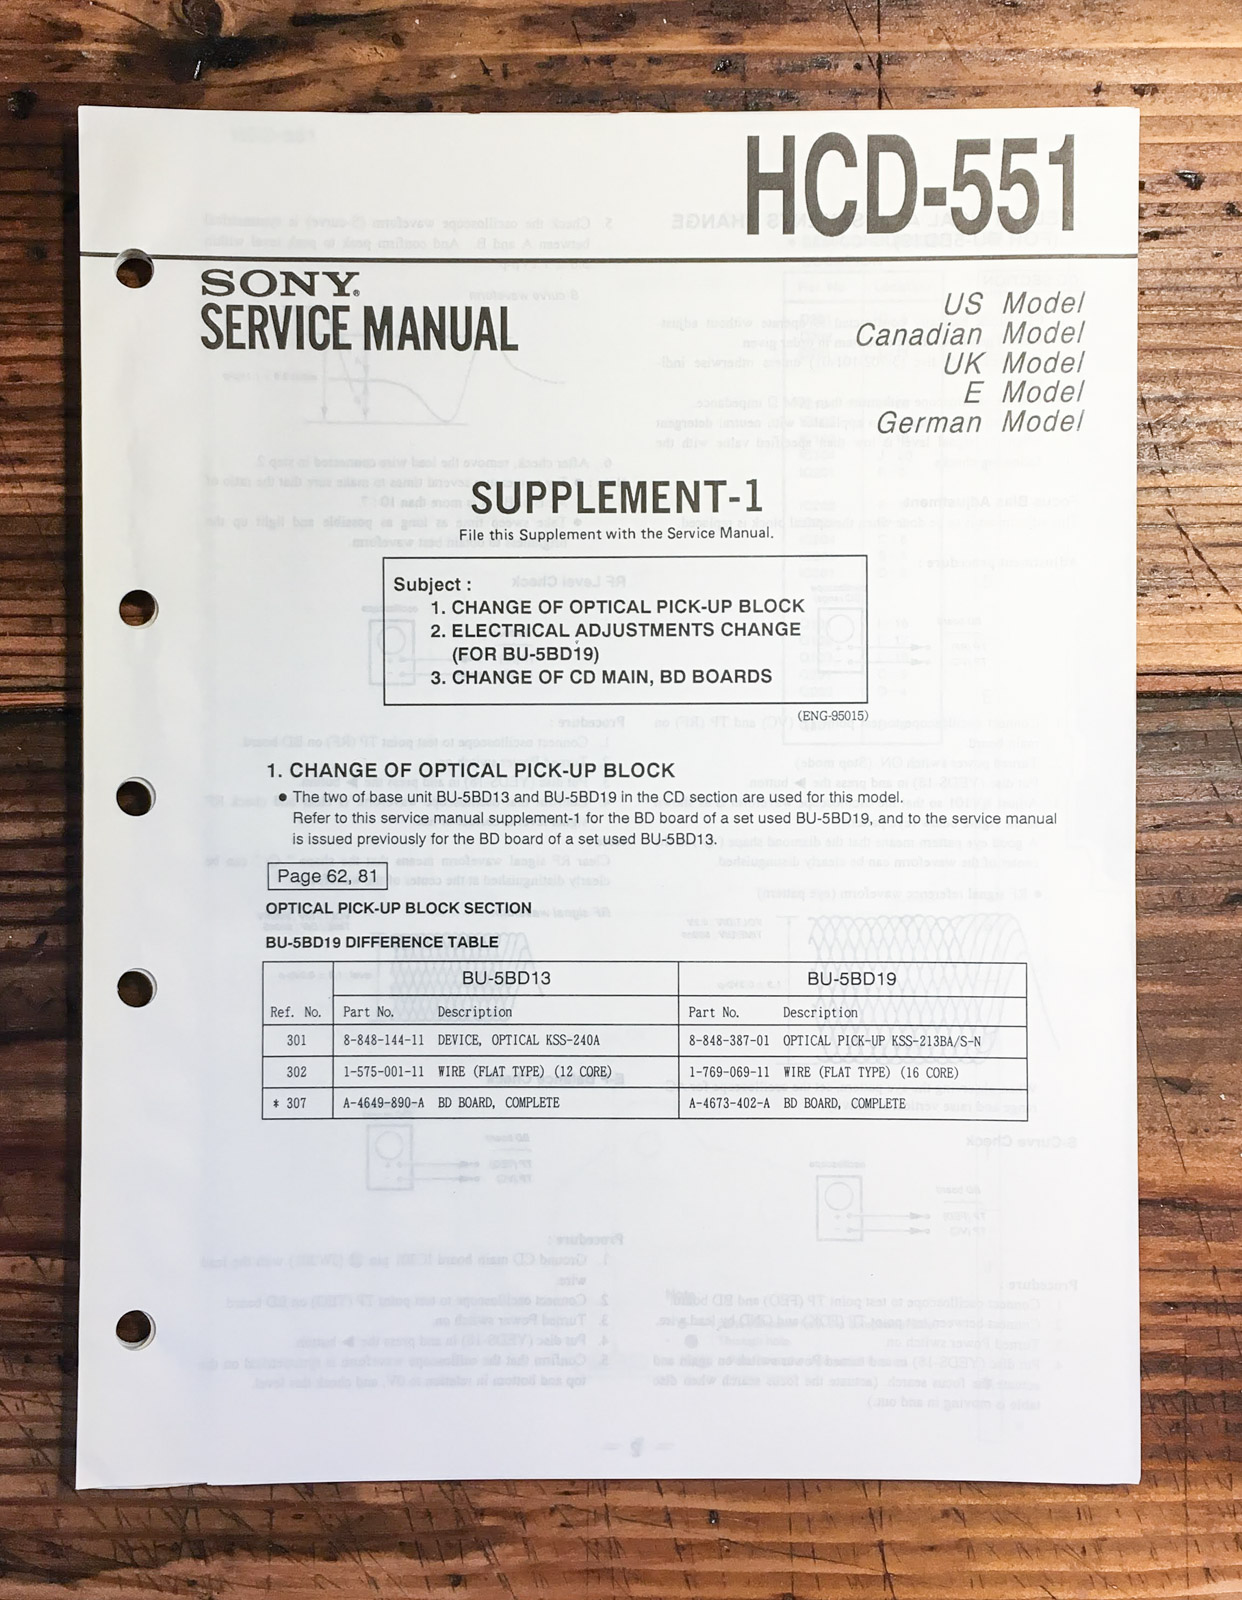 HCD-551
SONY®
SERVICE MANUAL
US Model
Canadian Model
UK Model
E Model
German Model
SUPPLEMENT-1
File this Supplement with the Service Manual.
Subject :
1. CHANGE OF OPTICAL PICK-UP BLOCK
2. ELECTRICAL ADJUSTMENTS CHANGE
(FOR BU-5BD19)
3. CHANGE OF CD MAIN, BD BOARDS
(ENG-95015)
1. CHANGE OF OPTICAL PICK-UP BLOCK
● The two of base unit BU-5BD13 and BU-5BD19 in the CD section are used for this model.
Refer to this service manual supplement-1 for the BD board of a set used BU-5BD19, and to the service manual
is issued previously for the BD board of a set used BU-5BD13.
Page 62, 81
OPTICAL PICK-UP BLOCK SECTION
BU-5BD19 DIFFERENCE TABLE
BU-5BD13 BU-5BD19
Ref. No. Part No. Description Part No. Description
301 8-848-144-11 DEVICE, OPTICAL KSS-240A 8-848-387-01 OPTICAL PICK-UP KSS-213BA/S-N
302 1-575-001-11 WIRE (FLAT TYPE) (12 CORE) 1-769-069-11 WIRE (FLAT TYPE) (16 CORE)
* 307 A-4649-890-A BD BOARD, COMPLETE A-4673-402-A BD BOARD, COMPLETE